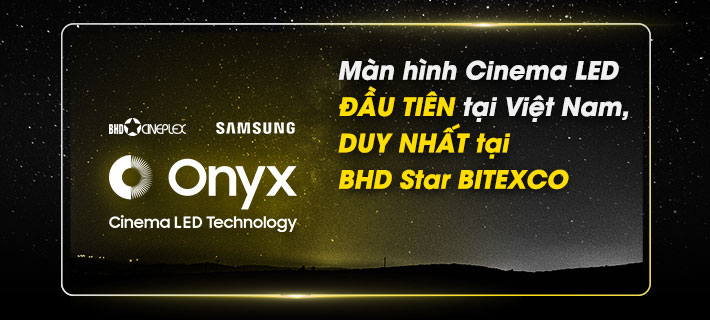 BHD CINEPLEX SAMSUNG
Onyx
Cinema LED Technology
Màn hình Cinema LED
ĐẦU TIÊN tại Việt Nam,
DUY NHẤT tại
BHD Star BITEXCO